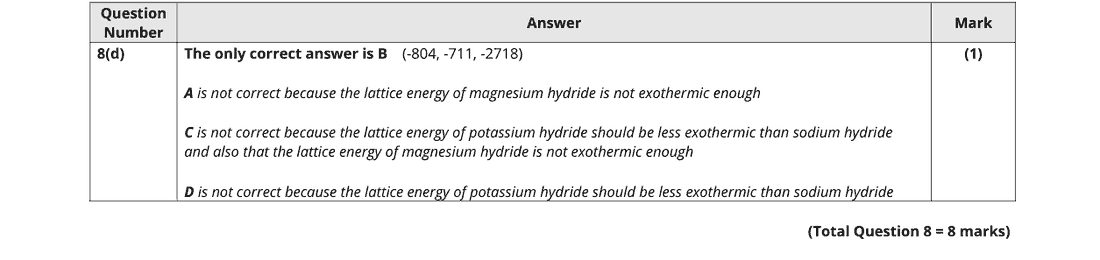 Question Number Answer Mark
8(d) The only correct answer is B (-804, -711, -2718) (1)
A is not correct because the lattice energy of magnesium hydride is not exothermic enough
C is not correct because the lattice energy of potassium hydride should be less exothermic than sodium hydride
and also that the lattice energy of magnesium hydride is not exothermic enough
D is not correct because the lattice energy of potassium hydride should be less exothermic than sodium hydride
(Total Question 8 = 8 marks)